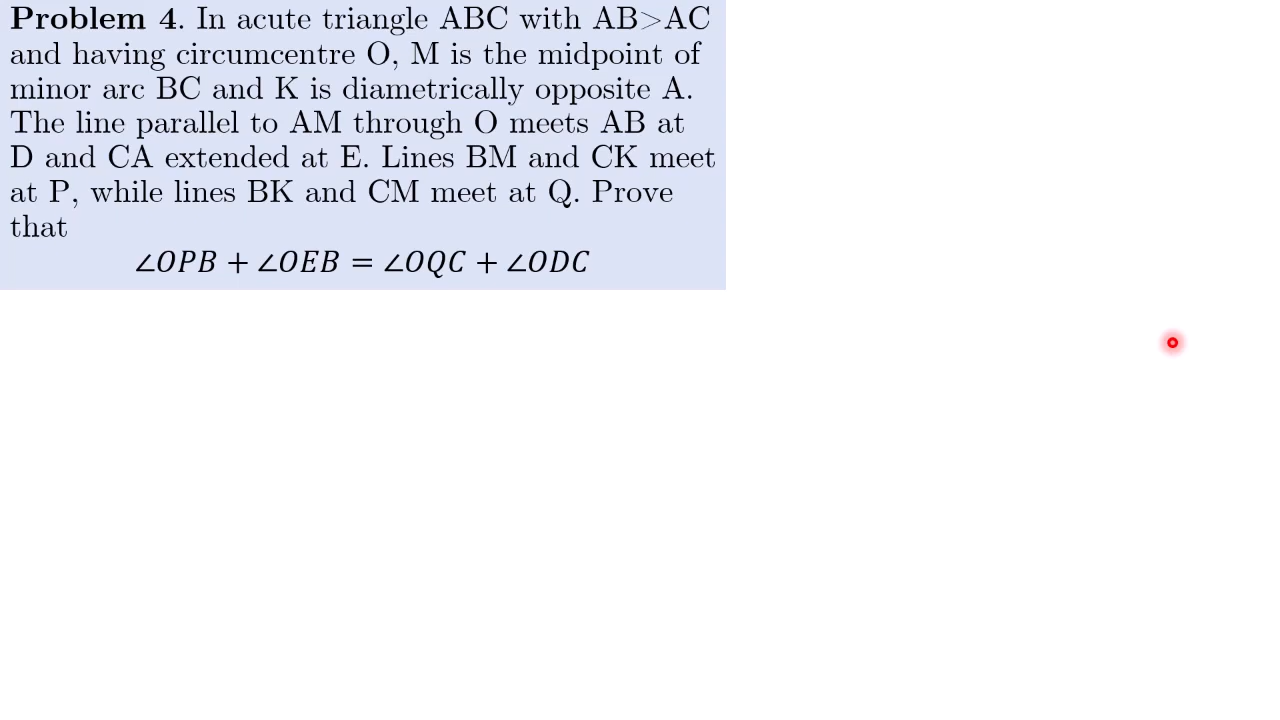 Problem 4. In acute triangle ABC with AB>AC
and having circumcentre O, M is the midpoint of
minor arc BC and K is diametrically opposite A.
The line parallel to AM through O meets AB at
D and CA extended at E. Lines BM and CK meet
at P, while lines BK and CM meet at Q. Prove
that
∠OPB + ∠OEB = ∠OQC + ∠ODC